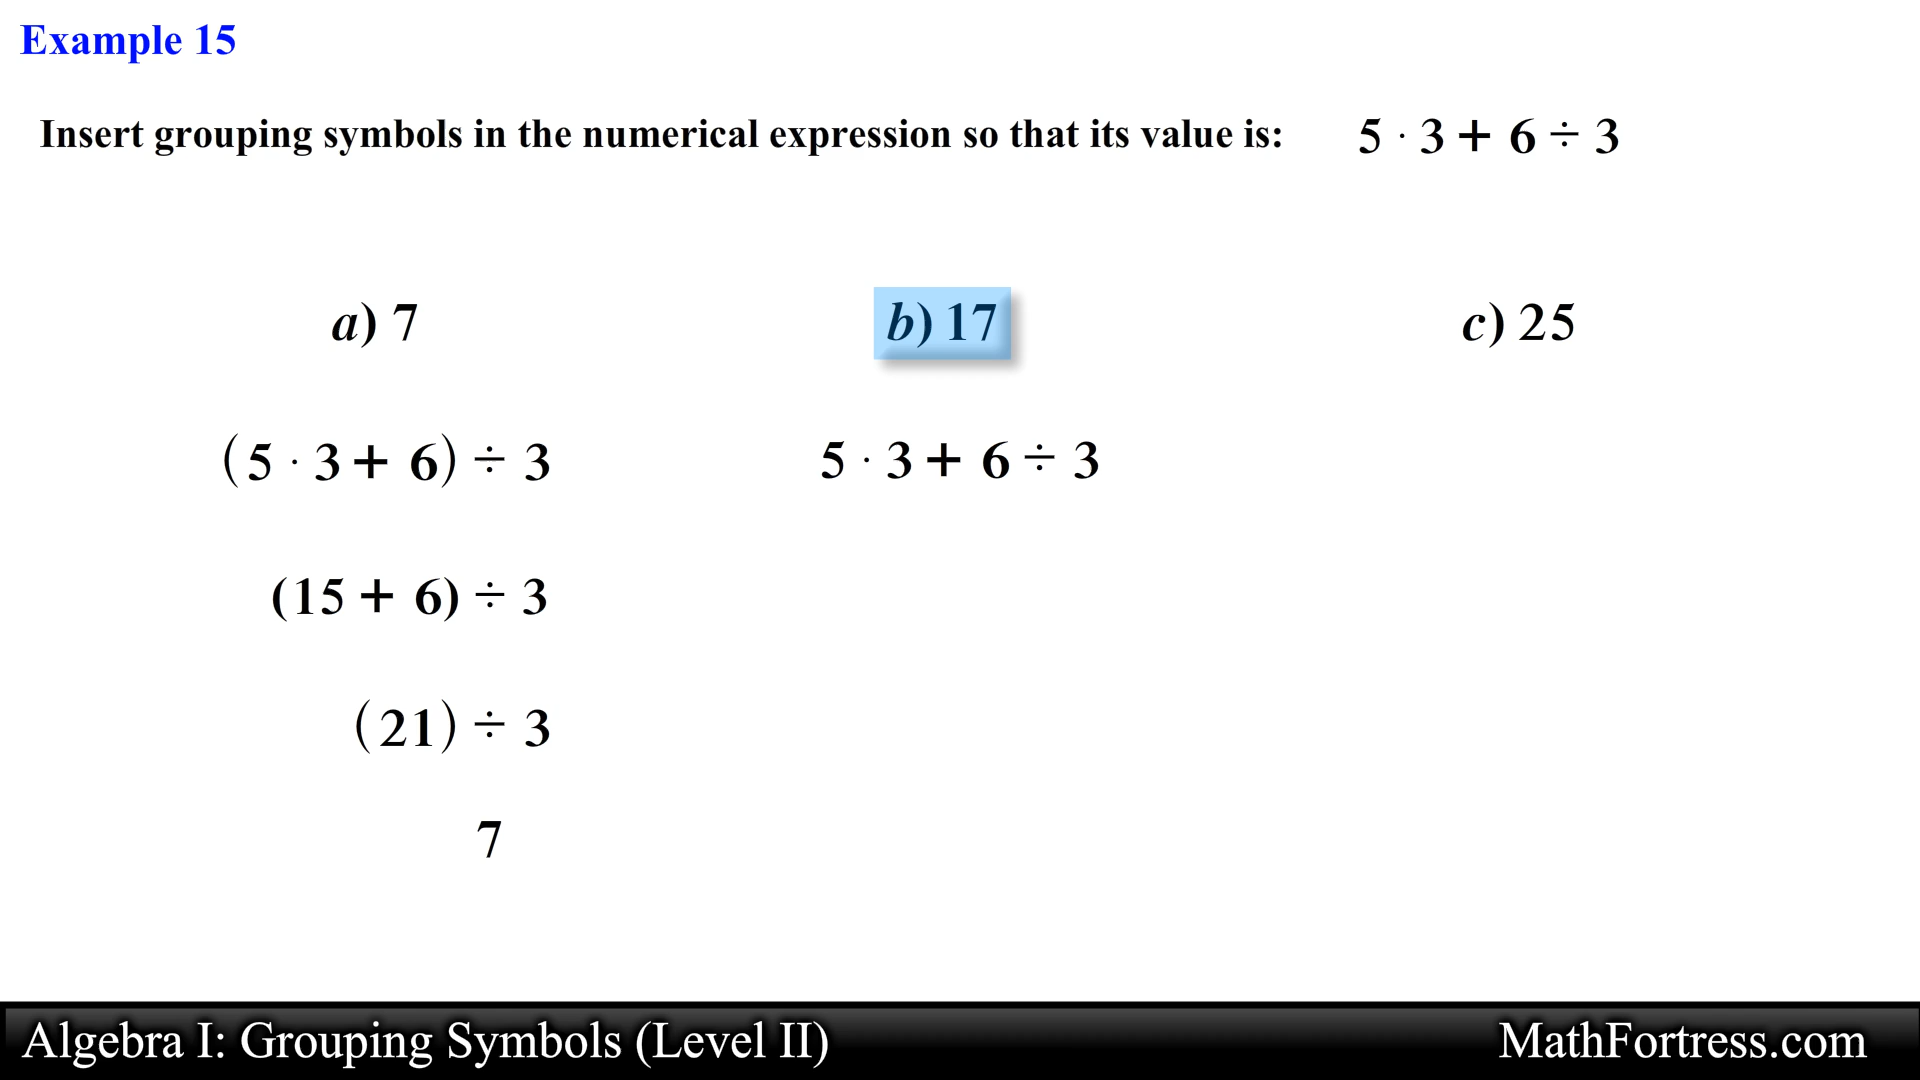 Example 15
Insert grouping symbols in the numerical expression so that its value is: 5 · 3 + 6 ÷ 3
a) 7 b) 17 c) 25
(5 · 3 + 6) ÷ 3 5 · 3 + 6 ÷ 3
(15 + 6) ÷ 3
(21) ÷ 3
7
Algebra I: Grouping Symbols (Level II) MathFortress.com